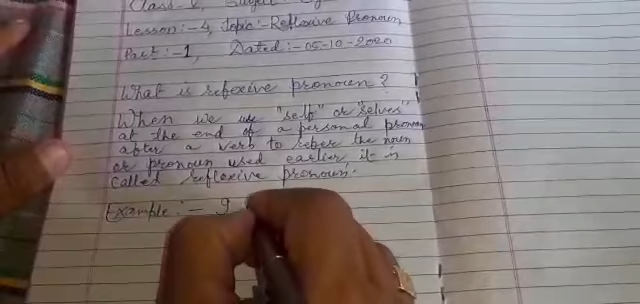 Class - V, Subject :-
Lesson :- 4, Topic :- Reflexive Pronoun
Part :- 1, Dated :- 05-10-2020
What is reflexive pronoun ?
When we use "self" or "selves"
at the end of a personal pronoun
after a verb to refer the noun
or pronoun used earlier, it is
called reflexive pronoun.
Example :- I